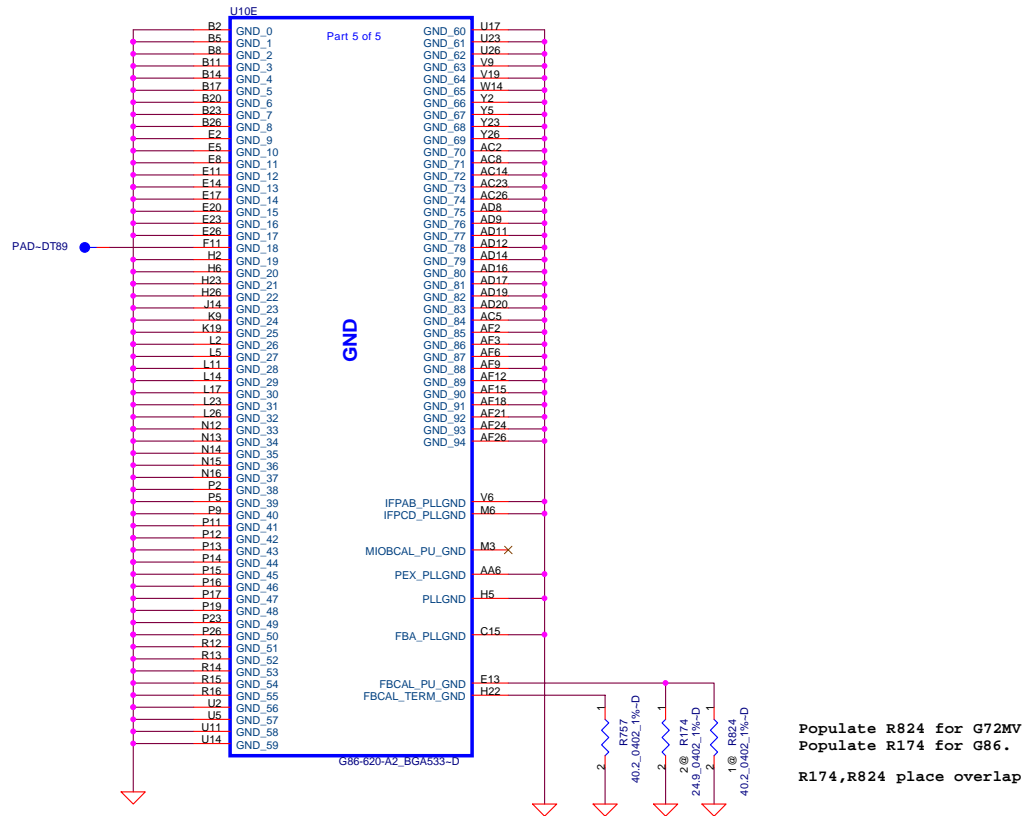 U10E
Part 5 of 5
B2 GND_0 GND_60 U17
B5 GND_1 GND_61 U23
B8 GND_2 GND_62 U26
B11 GND_3 GND_63 V9
B14 GND_4 GND_64 V19
B17 GND_5 GND_65 W14
B20 GND_6 GND_66 Y2
B23 GND_7 GND_67 Y5
B26 GND_8 GND_68 Y23
E2 GND_9 GND_69 Y26
E5 GND_10 GND_70 AC2
E8 GND_11 GND_71 AC8
E11 GND_12 GND_72 AC14
E14 GND_13 GND_73 AC23
E17 GND_14 GND_74 AC26
E20 GND_15 GND_75 AD8
E23 GND_16 GND_76 AD9
E26 GND_17 GND_77 AD11
PAD~DT89 F11 GND_18 GND_78 AD12
H2 GND_19 GND_79 AD14
H6 GND_20 GND_80 AD16
H23 GND_21 GND_81 AD17
H26 GND_22 GND_82 AD19
J14 GND_23 GND_83 AD20
K9 GND_24 GND_84 AC5
K19 GND_25 GND_85 AF2
L2 GND_26 GND_86 AF3
L5 GND_27 GND_87 AF6
L11 GND_28 GND_88 AF9
L14 GND_29 GND_89 AF12
L17 GND_30 GND_90 AF15
L23 GND_31 GND_91 AF18
L26 GND_32 GND_92 AF21
N12 GND_33 GND_93 AF24
N13 GND_34 GND_94 AF26
N14 GND_35
N15 GND_36
N16 GND_37
P2 GND_38
P5 GND_39 IFPAB_PLLGND V6
P9 GND_40 IFPCD_PLLGND M6
P11 GND_41
P12 GND_42
P13 GND_43 MIOBCAL_PU_GND M3
P14 GND_44
P15 GND_45 PEX_PLLGND AA6
P16 GND_46
P17 GND_47 PLLGND H5
P19 GND_48
P23 GND_49
P26 GND_50 FBA_PLLGND C15
R12 GND_51
R13 GND_52
R14 GND_53
R15 GND_54 FBCAL_PU_GND E13
R16 GND_55 FBCAL_TERM_GND H22
U2 GND_56
U5 GND_57
U11 GND_58
U14 GND_59
GND
G86-620-A2_BGA533~D
1 2 R757
40.2_0402_1%~D
1 2 2@ R174
24.9_0402_1%~D
1 2 1@ R824
40.2_0402_1%~D
Populate R824 for G72MV
Populate R174 for G86.
R174,R824 place overlap